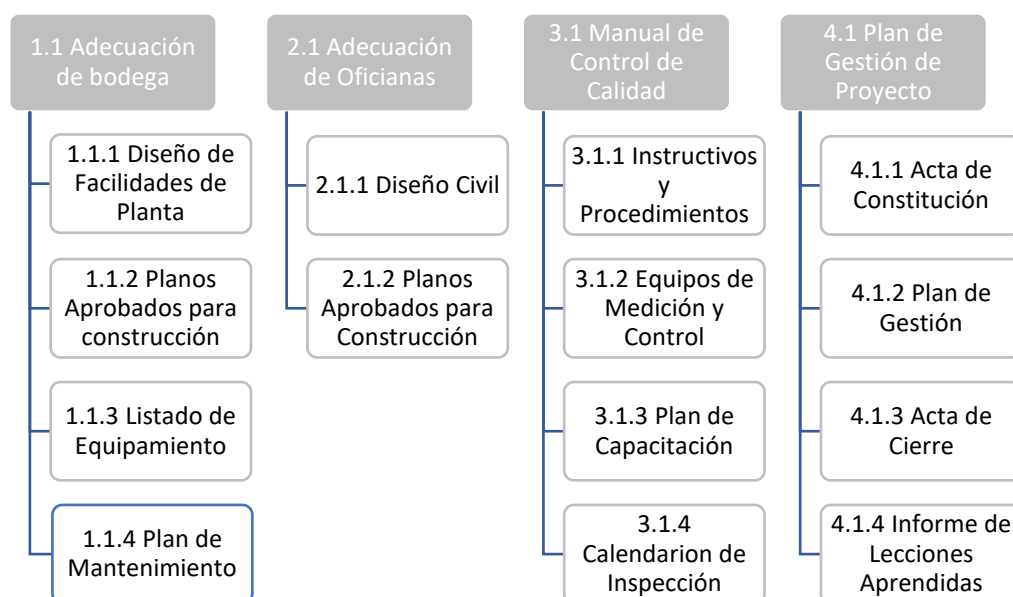 1.1 Adecuación
de bodega
1.1.1 Diseño de
Facilidades de
Planta
1.1.2 Planos
Aprobados para
construcción
1.1.3 Listado de
Equipamiento
1.1.4 Plan de
Mantenimiento
2.1 Adecuación
de Oficianas
2.1.1 Diseño Civil
2.1.2 Planos
Aprobados para
Construcción
3.1 Manual de
Control de
Calidad
3.1.1 Instructivos
y
Procedimientos
3.1.2 Equipos de
Medición y
Control
3.1.3 Plan de
Capacitación
3.1.4
Calendarion de
Inspección
4.1 Plan de
Gestión de
Proyecto
4.1.1 Acta de
Constitución
4.1.2 Plan de
Gestión
4.1.3 Acta de
Cierre
4.1.4 Informe de
Lecciones
Aprendidas